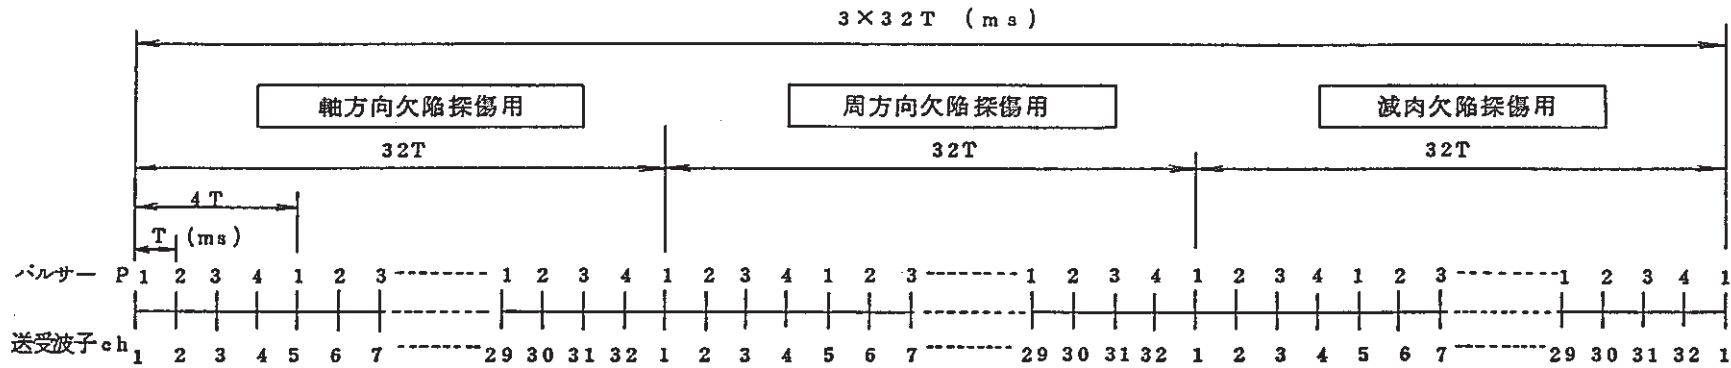 3×32T (ms)
軸方向欠陥探傷用 周方向欠陥探傷用 減肉欠陥探傷用
32T 32T 32T
4T
T (ms)
パルサー P 1 2 3 4 1 2 3 ---------- 1 2 3 4 1 2 3 4 1 2 3 ---------- 1 2 3 4 1 2 3 4 1 2 3 ---------- 1 2 3 4 1
送受波子ch 1 2 3 4 5 6 7 ---------- 29 30 31 32 1 2 3 4 5 6 7 ---------- 29 30 31 32 1 2 3 4 5 6 7 ---------- 29 30 31 32 1